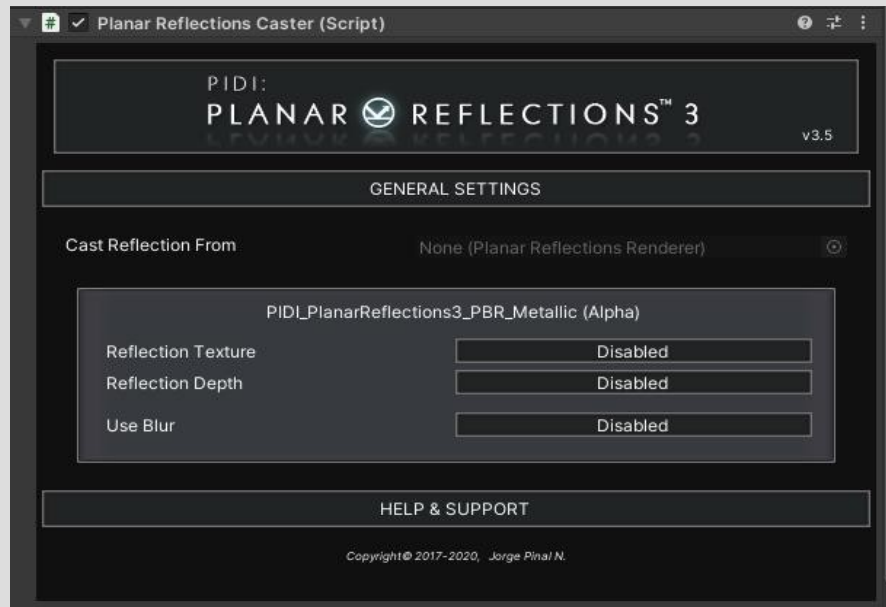 Planar Reflections Caster (Script)
PIDI:
PLANAR REFLECTIONS™ 3
v3.5
GENERAL SETTINGS
Cast Reflection From None (Planar Reflections Renderer)
PIDI_PlanarReflections3_PBR_Metallic (Alpha)
Reflection Texture Disabled
Reflection Depth Disabled
Use Blur Disabled
HELP & SUPPORT
Copyright© 2017-2020, Jorge Pinal N.